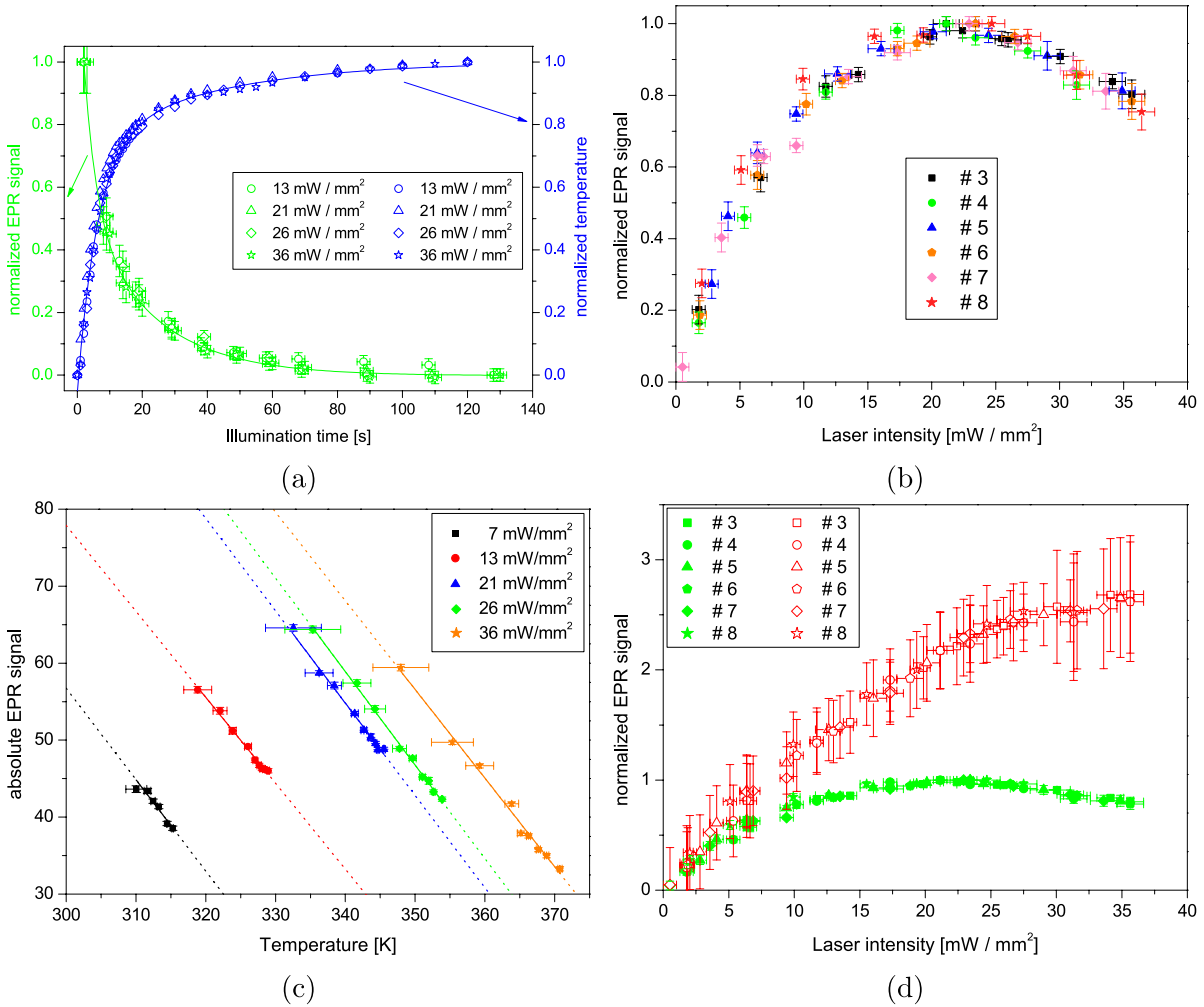 1.0
0.8
0.6
0.4
0.2
0.0
normalized EPR signal
1.0
0.8
0.6
0.4
0.2
0.0
normalized temperature
13 mW / mm²
21 mW / mm²
26 mW / mm²
36 mW / mm²
13 mW / mm²
21 mW / mm²
26 mW / mm²
36 mW / mm²
0 20 40 60 80 100 120 140
Illumination time [s]
(a)
1.0
0.8
0.6
0.4
0.2
0.0
normalized EPR signal
# 3
# 4
# 5
# 6
# 7
# 8
0 5 10 15 20 25 30 35 40
Laser intensity [mW / mm²]
(b)
80
70
60
50
40
30
absolute EPR signal
7 mW/mm²
13 mW/mm²
21 mW/mm²
26 mW/mm²
36 mW/mm²
300 310 320 330 340 350 360 370
Temperature [K]
(c)
3
2
1
0
normalized EPR signal
# 3
# 4
# 5
# 6
# 7
# 8
# 3
# 4
# 5
# 6
# 7
# 8
0 5 10 15 20 25 30 35 40
Laser intensity [mW / mm²]
(d)